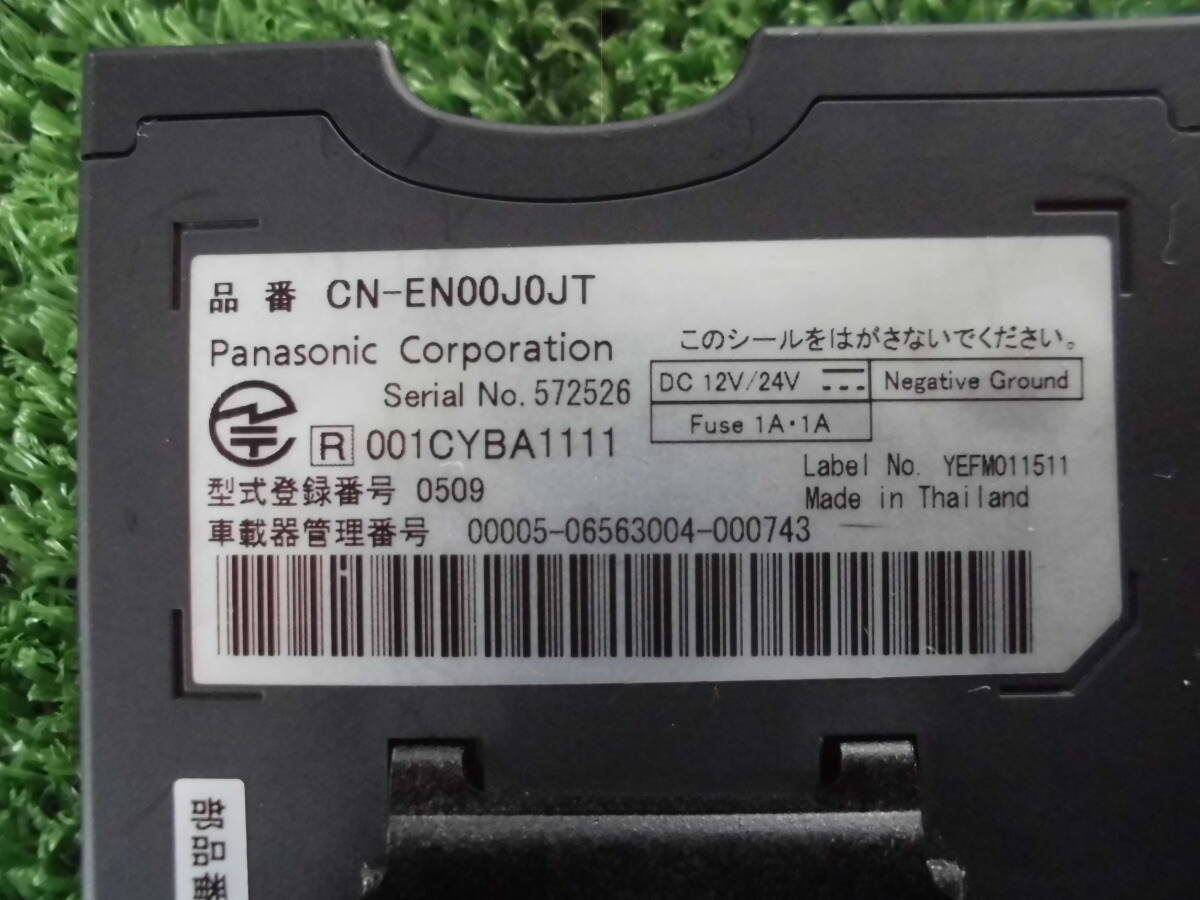 品番 CN-EN00J0JT
Panasonic Corporation
このシールをはがさないでください。
Serial No. 572526
DC 12V/24V
Negative Ground
Fuse 1A・1A
R 001CYBA1111
Label No. YEFM011511
型式登録番号 0509
Made in Thailand
車載器管理番号 00005-06563004-000743
部品番